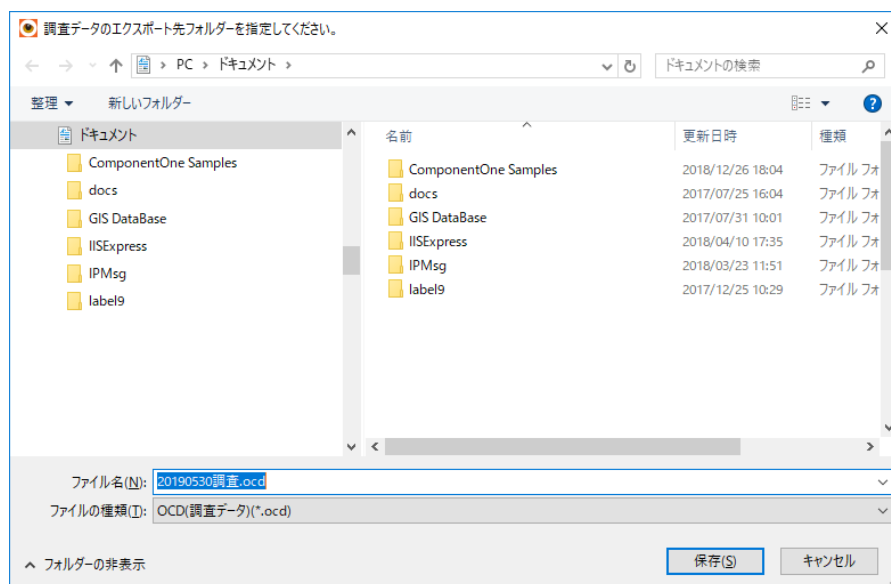 調査データのエクスポート先フォルダーを指定してください。
PC › ドキュメント ›
ドキュメントの検索
整理 新しいフォルダー
ドキュメント
ComponentOne Samples
docs
GIS DataBase
IISExpress
IPMsg
label9
名前 更新日時 種類
ComponentOne Samples 2018/12/26 18:04 ファイル フォ
docs 2017/07/25 16:04 ファイル フォ
GIS DataBase 2017/07/31 10:01 ファイル フォ
IISExpress 2018/04/10 17:35 ファイル フォ
IPMsg 2018/03/23 11:51 ファイル フォ
label9 2017/12/25 10:29 ファイル フォ
ファイル名(N): 20190530調査.ocd
ファイルの種類(T): OCD(調査データ)(*.ocd)
フォルダーの非表示
保存(S) キャンセル